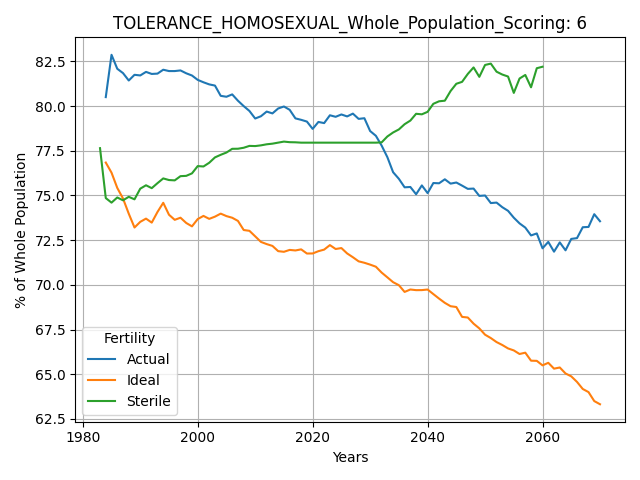 TOLERANCE_HOMOSEXUAL_Whole_Population_Scoring: 6
% of Whole Population
82.5
80.0
77.5
75.0
72.5
70.0
67.5
65.0
62.5
Fertility
Actual
Ideal
Sterile
1980 2000 2020 2040 2060
Years